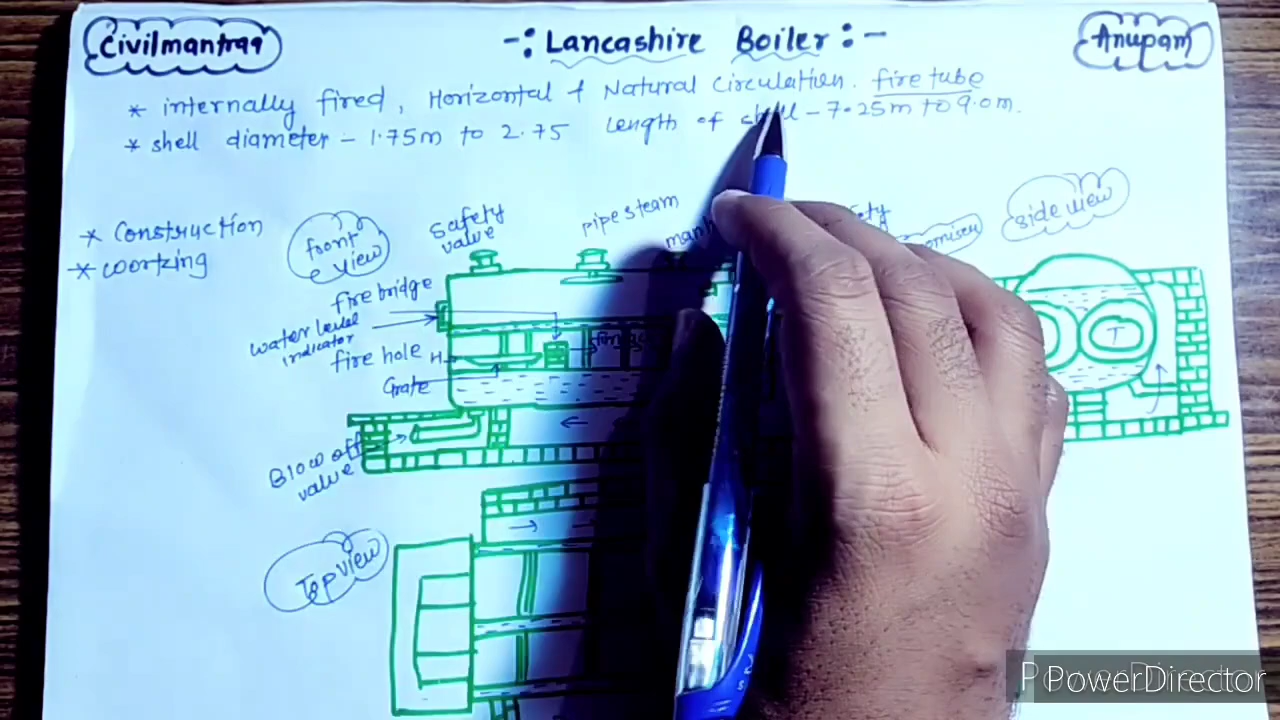 Civilmantraa
-: Lancashire Boiler :-
Anupam
* internally fired, Horizontal + Natural Circulation. fire tube
* shell diameter - 1.75m to 2.75 Length of shell - 7.25m to 9.0m.
* Construction
* Woorking
front view
Safety valve
pipe steam
side view
fire bridge
water level indicator
fire hole
Grate
Blow off valve
T
Top view
PowerDirector